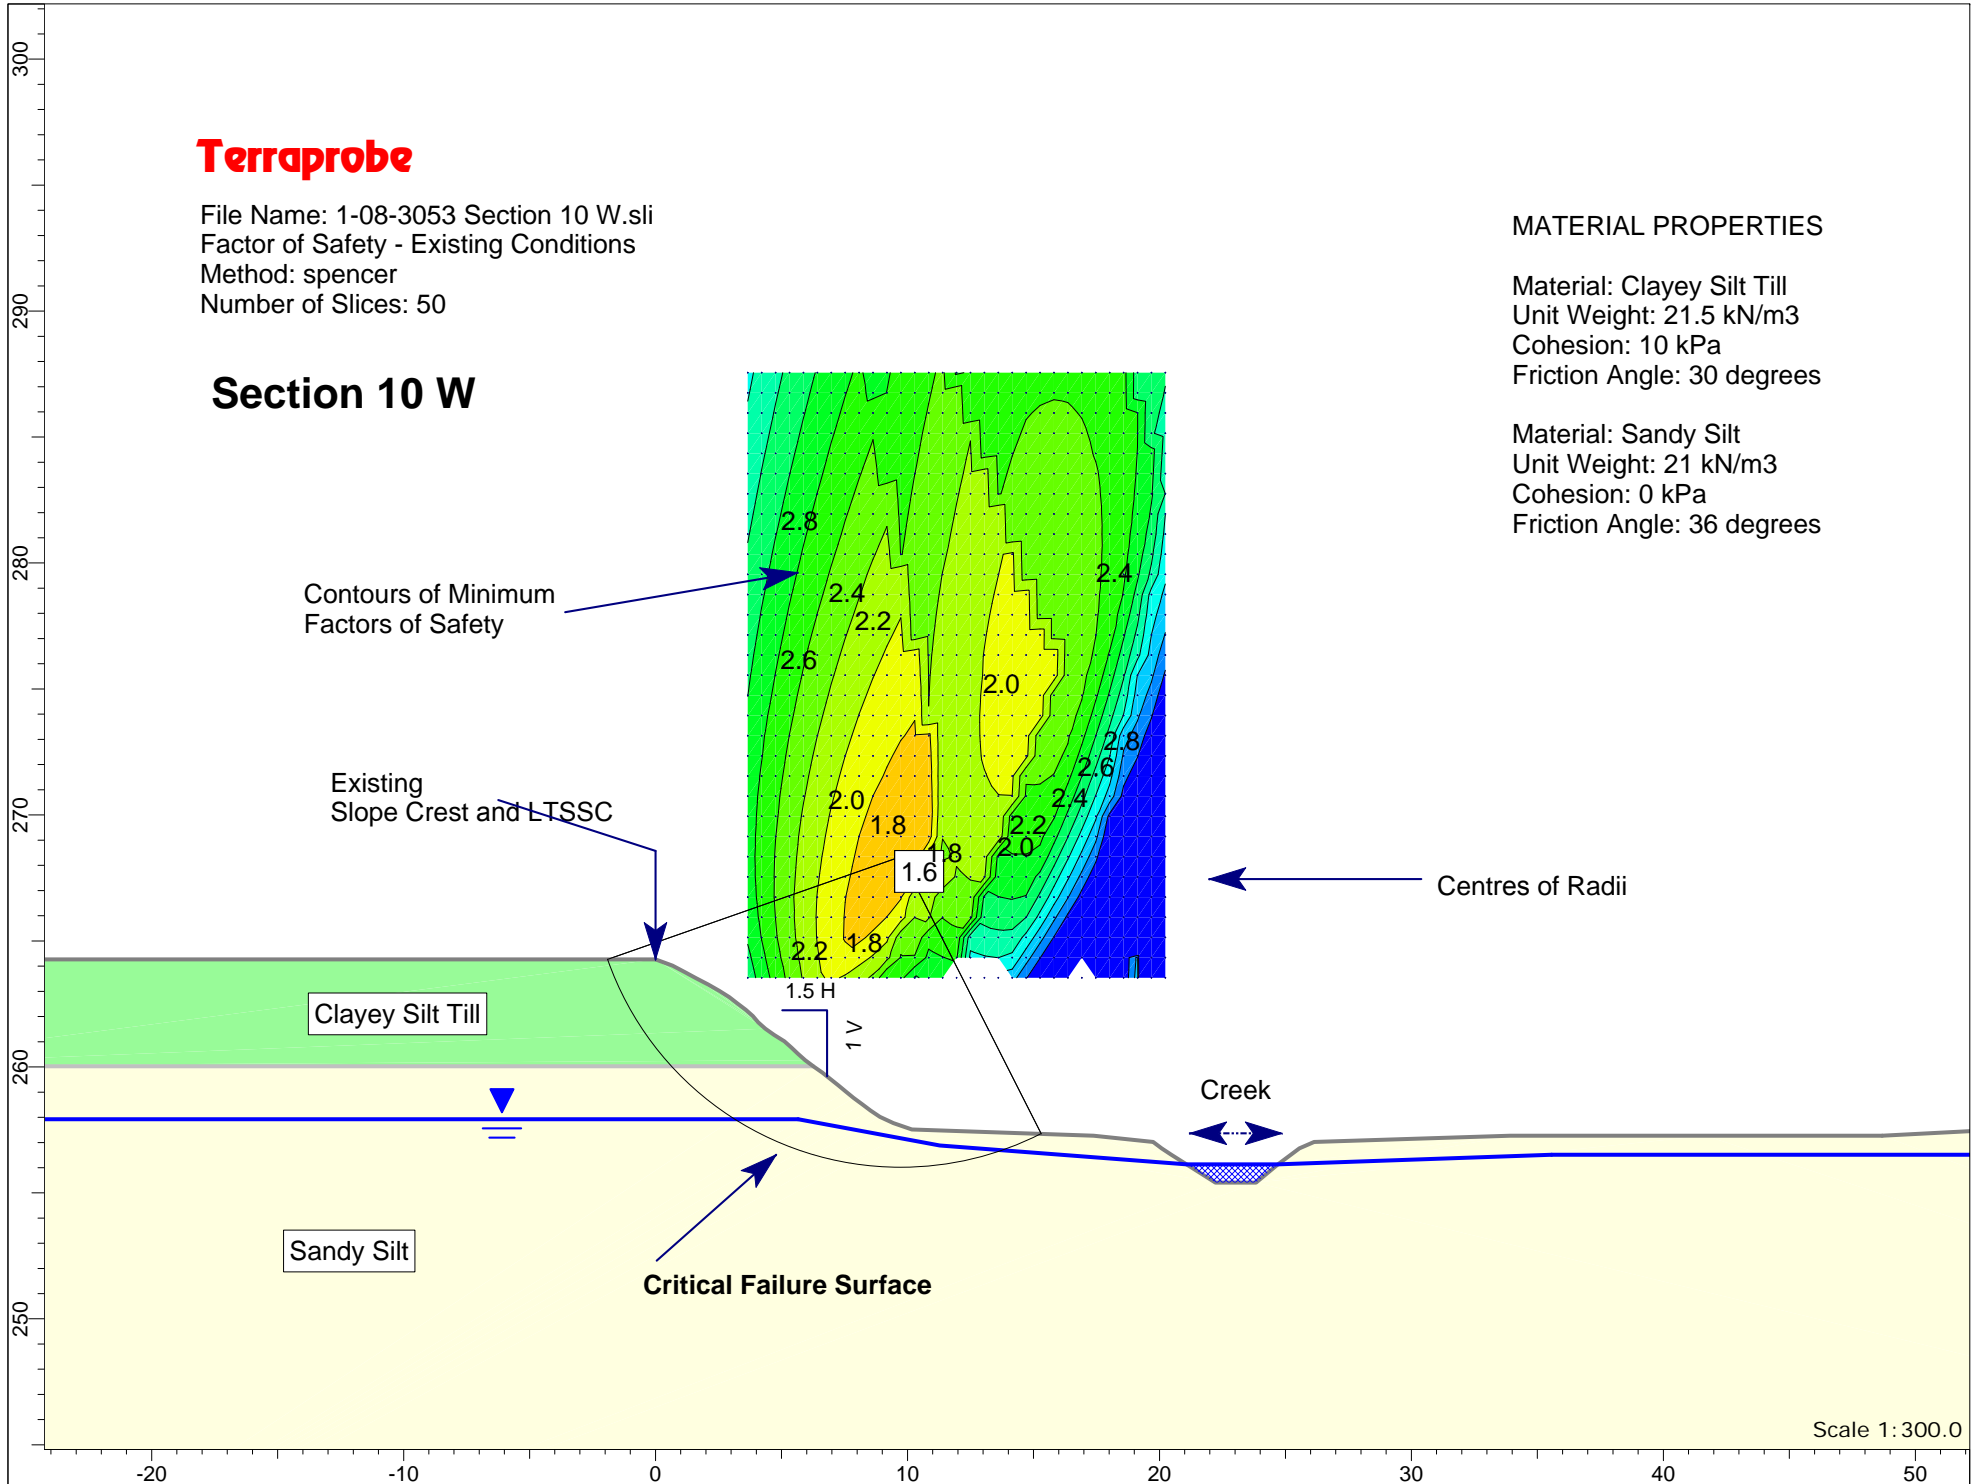 Terraprobe
File Name: 1-08-3053 Section 10 W.sli
Factor of Safety - Existing Conditions
Method: spencer
Number of Slices: 50
Section 10 W
MATERIAL PROPERTIES
Material: Clayey Silt Till
Unit Weight: 21.5 kN/m3
Cohesion: 10 kPa
Friction Angle: 30 degrees
Material: Sandy Silt
Unit Weight: 21 kN/m3
Cohesion: 0 kPa
Friction Angle: 36 degrees
Contours of Minimum
Factors of Safety
Existing
Slope Crest and LTSSC
2.8
2.4
2.4
2.2
2.6
2.0
2.8
2.6
2.4
2.0
1.8
2.2
2.0
1.8
1.6
1.8
2.2
Centres of Radii
1.5 H
1 V
Clayey Silt Till
Creek
Sandy Silt
Critical Failure Surface
Scale 1:300.0
300
290
280
270
260
250
-20
-10
0
10
20
30
40
50